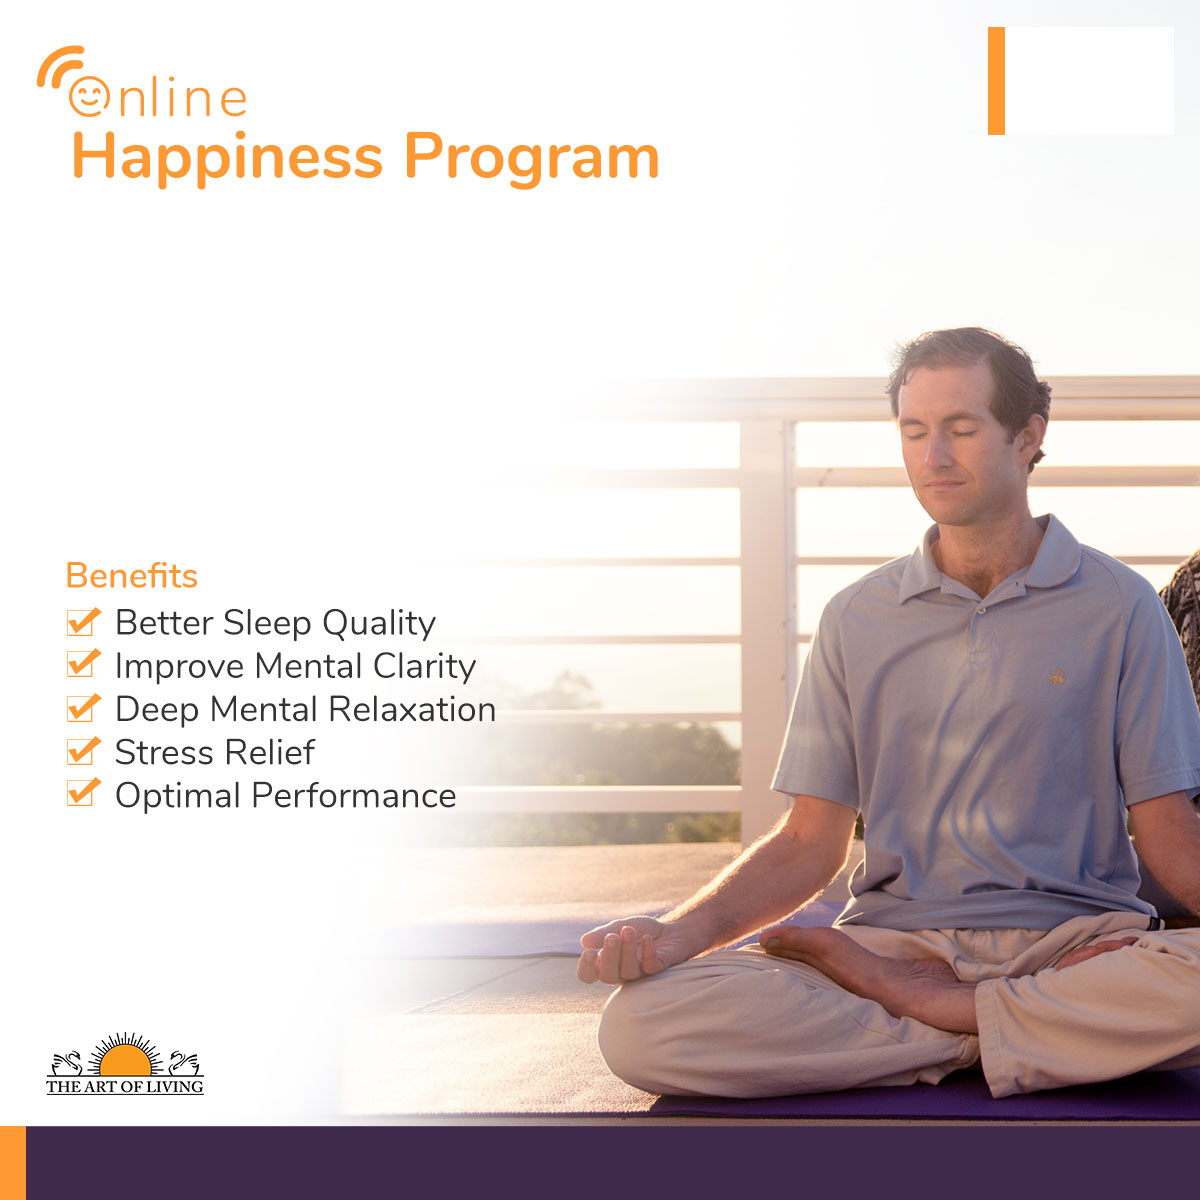 Online
Happiness Program
Benefits
Better Sleep Quality
Improve Mental Clarity
Deep Mental Relaxation
Stress Relief
Optimal Performance
THE ART OF LIVING